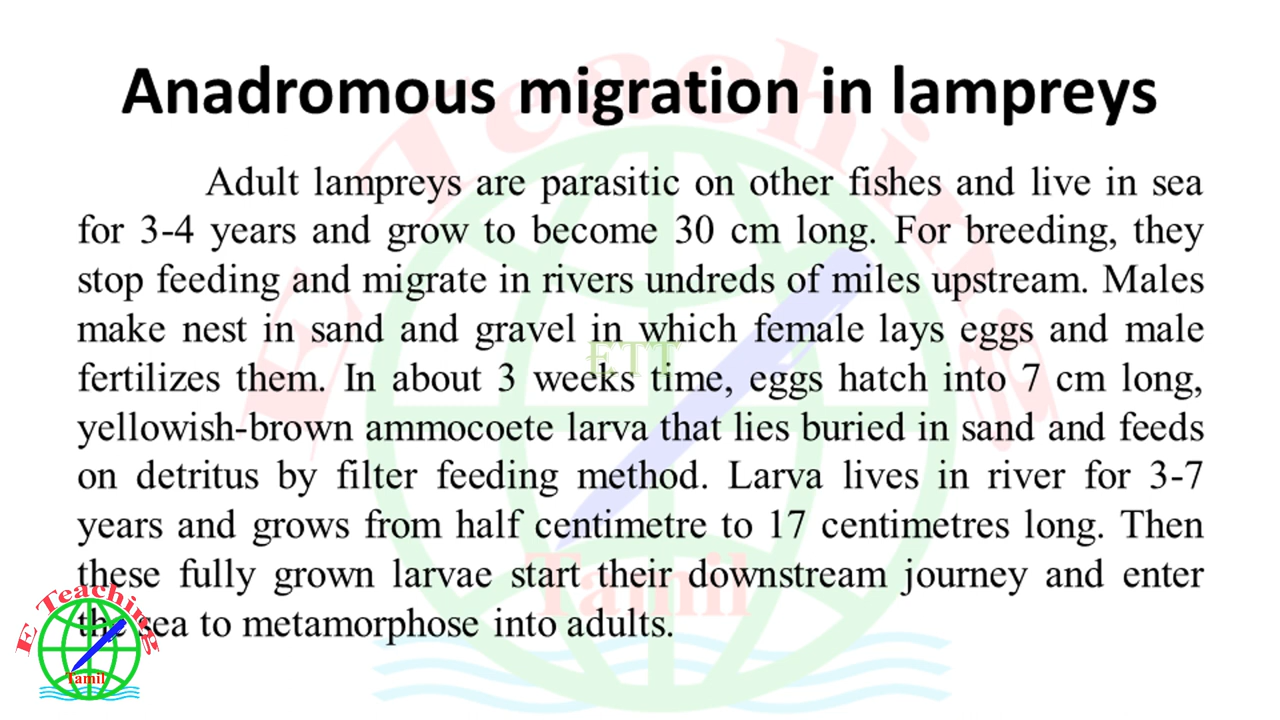 Anadromous migration in lampreys
Adult lampreys are parasitic on other fishes and live in sea
for 3-4 years and grow to become 30 cm long. For breeding, they
stop feeding and migrate in rivers undreds of miles upstream. Males
make nest in sand and gravel in which female lays eggs and male
fertilizes them. In about 3 weeks time, eggs hatch into 7 cm long,
yellowish-brown ammocoete larva that lies buried in sand and feeds
on detritus by filter feeding method. Larva lives in river for 3-7
years and grows from half centimetre to 17 centimetres long. Then
these fully grown larvae start their downstream journey and enter
the sea to metamorphose into adults.
ETT
E Teaching
Tamil
E Teaching
Tamil